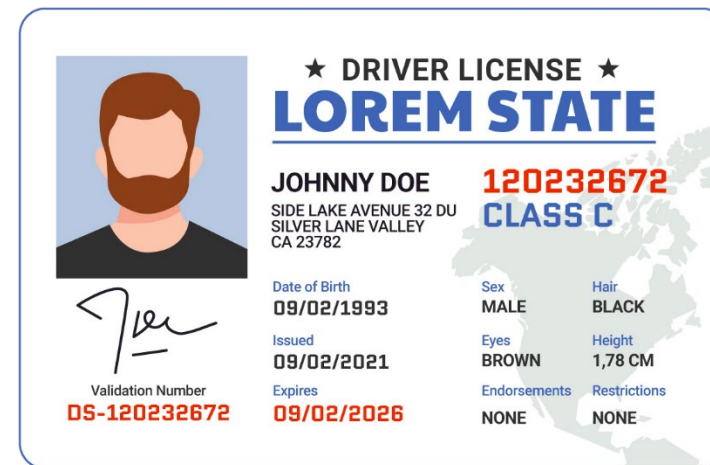 ★ DRIVER LICENSE ★
LOREM STATE
JOHNNY DOE
SIDE LAKE AVENUE 32 DU
SILVER LANE VALLEY
CA 23782
120232672
CLASS C
Date of Birth
09/02/1993
Sex
MALE
Hair
BLACK
Issued
09/02/2021
Eyes
BROWN
Height
1,78 CM
Expires
09/02/2026
Endorsements
NONE
Restrictions
NONE
Validation Number
DS-120232672